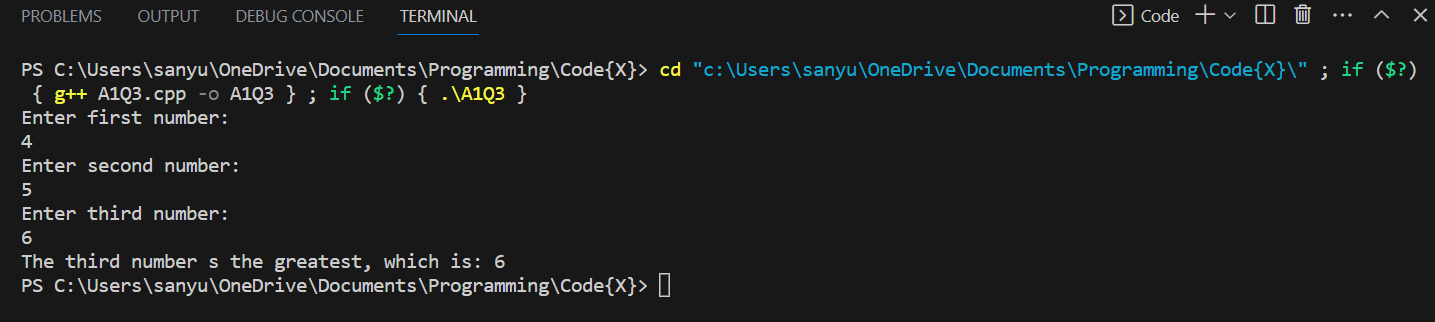 PROBLEMS OUTPUT DEBUG CONSOLE TERMINAL Code
PS C:\Users\sanyu\OneDrive\Documents\Programming\Code{X}> cd "c:\Users\sanyu\OneDrive\Documents\Programming\Code{X}\" ; if ($?)
 { g++ A1Q3.cpp -o A1Q3 } ; if ($?) { .\A1Q3 }
Enter first number:
4
Enter second number:
5
Enter third number:
6
The third number s the greatest, which is: 6
PS C:\Users\sanyu\OneDrive\Documents\Programming\Code{X}>